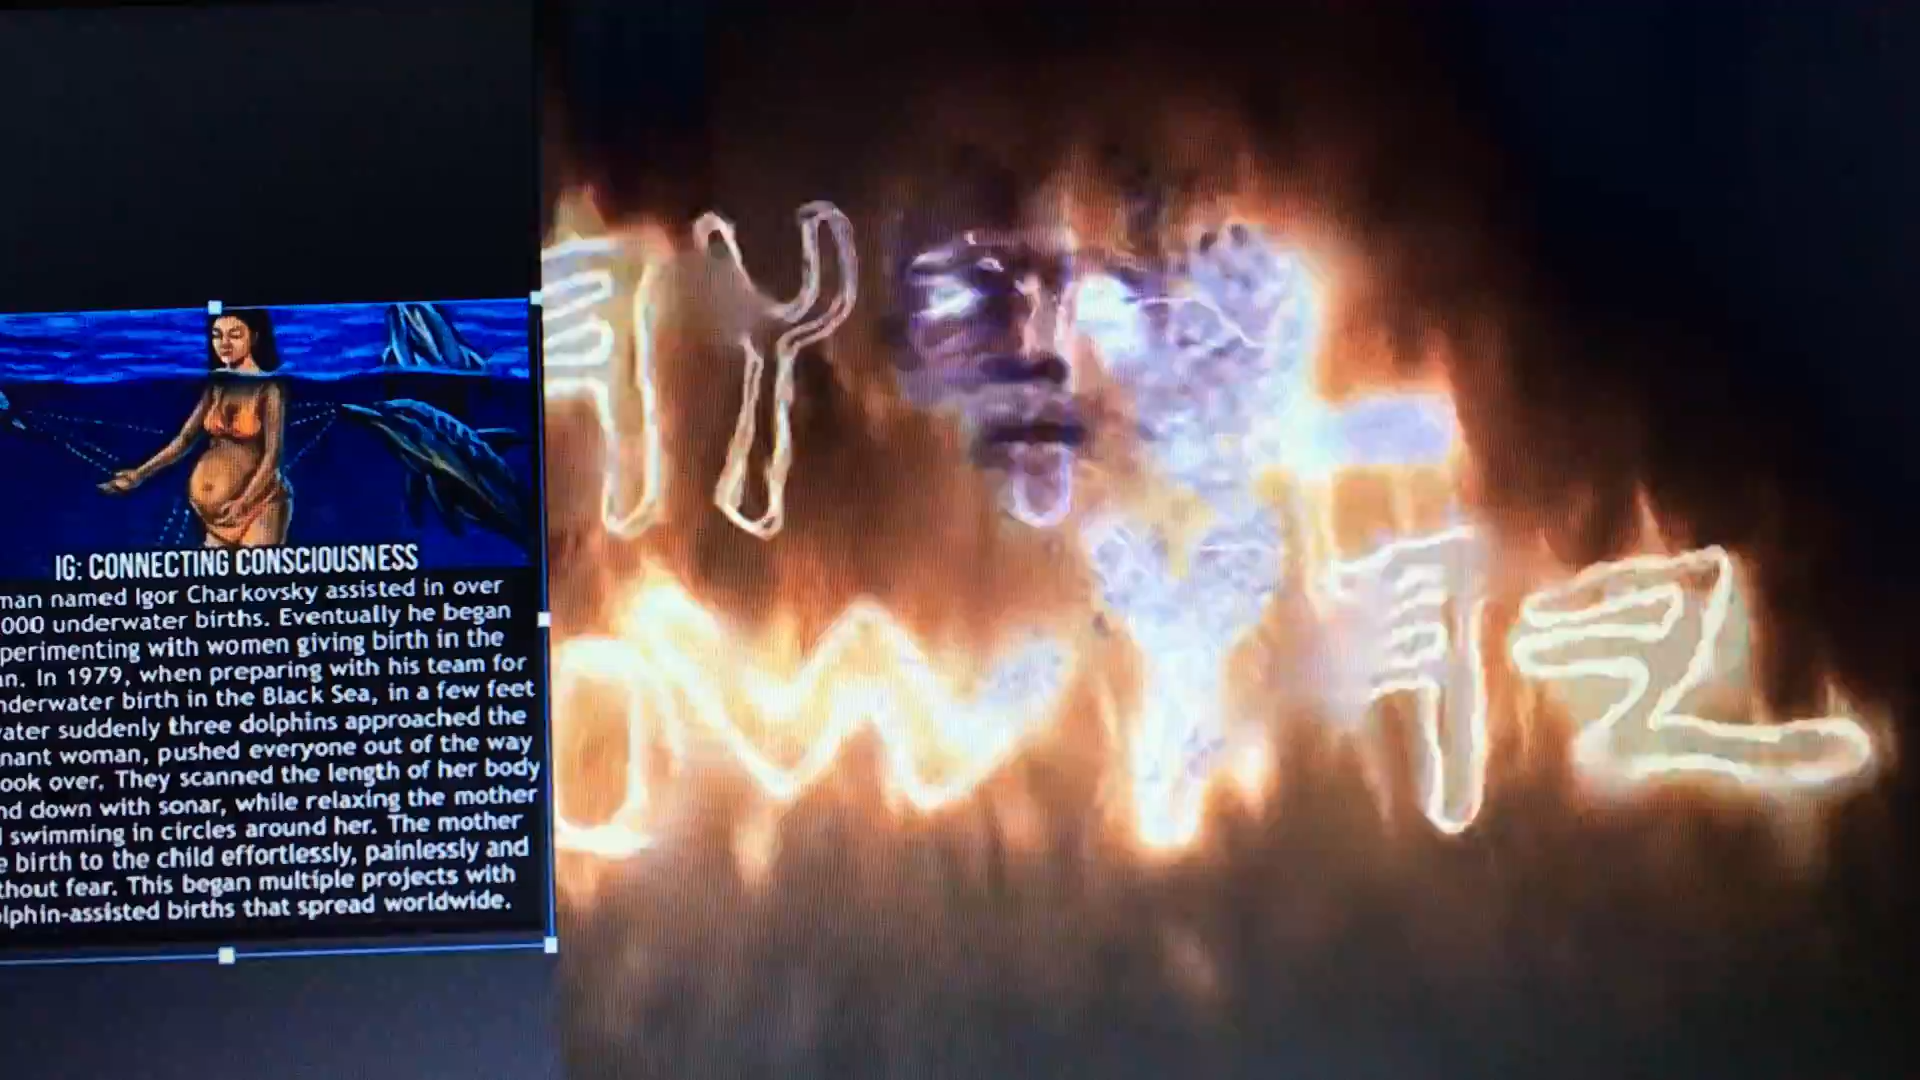 𐤉𐤄𐤅𐤔𐤏
IG: CONNECTING CONSCIOUSNESS
man named Igor Charkovsky assisted in over
000 underwater births. Eventually he began
perimenting with women giving birth in the
an. In 1979, when preparing with his team for
nderwater birth in the Black Sea, in a few feet
vater suddenly three dolphins approached the
nant woman, pushed everyone out of the way
ook over. They scanned the length of her body
nd down with sonar, while relaxing the mother
swimming in circles around her. The mother
e birth to the child effortlessly, painlessly and
thout fear. This began multiple projects with
lphin-assisted births that spread worldwide.